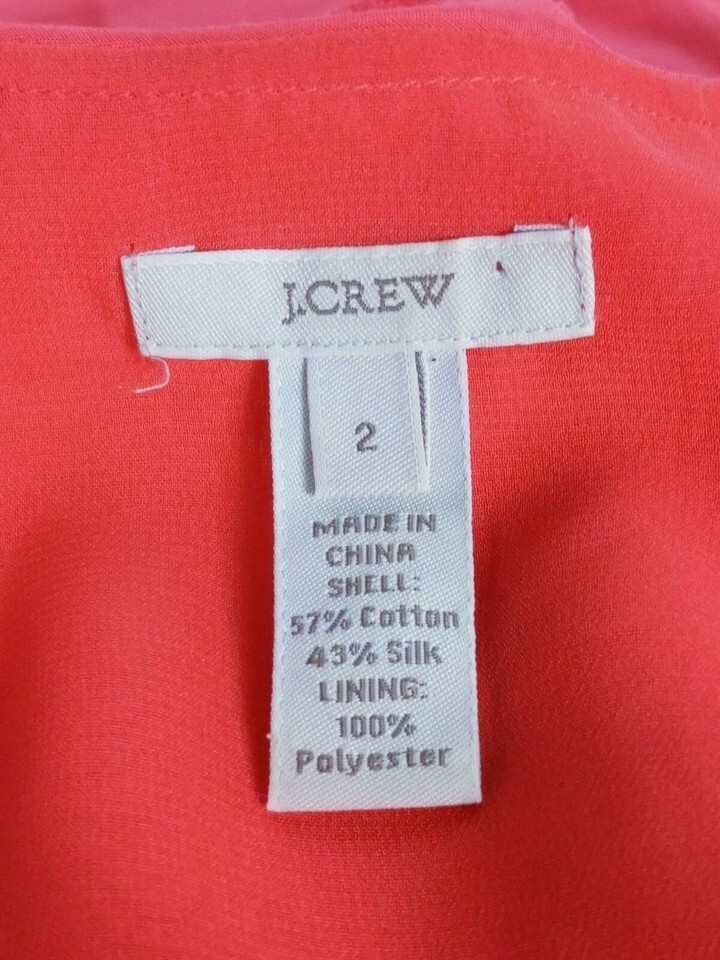 J.CREW
2
MADE IN
CHINA
SHELL:
57% Cotton
43% Silk
LINING:
100%
Polyester